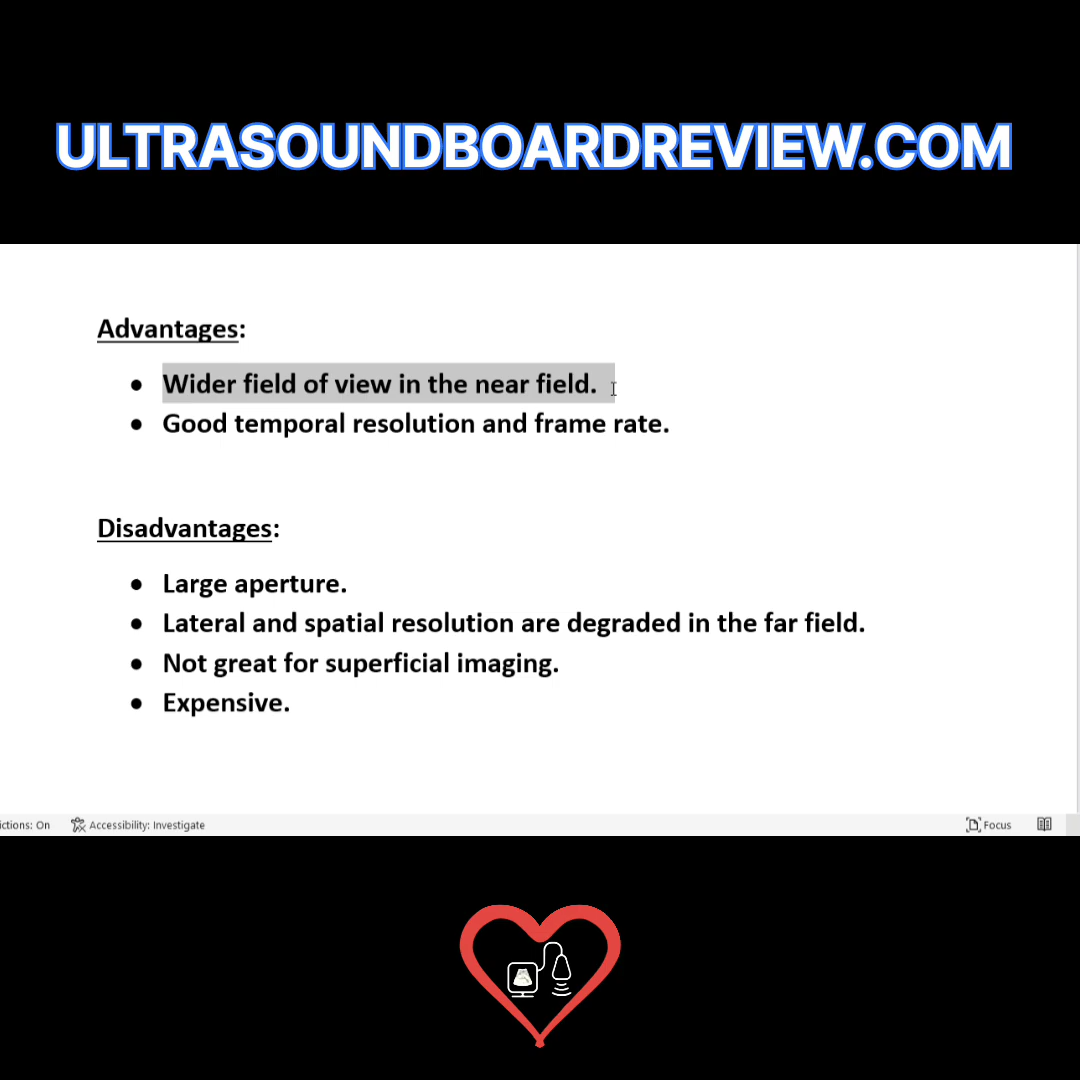 ULTRASOUNDBOARDREVIEW.COM
Advantages:
• Wider field of view in the near field.
• Good temporal resolution and frame rate.
Disadvantages:
• Large aperture.
• Lateral and spatial resolution are degraded in the far field.
• Not great for superficial imaging.
• Expensive.
ictions: On Accessibility: Investigate Focus